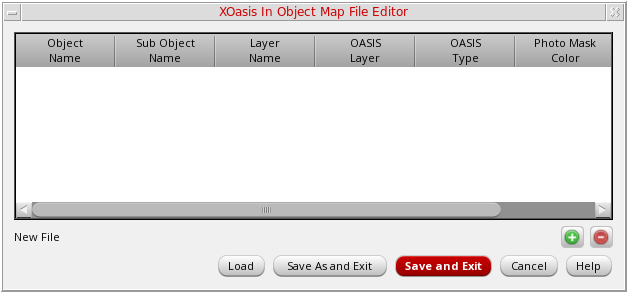 XOasis In Object Map File Editor
Object Name
Sub Object Name
Layer Name
OASIS Layer
OASIS Type
Photo Mask Color
New File
Load
Save As and Exit
Save and Exit
Cancel
Help